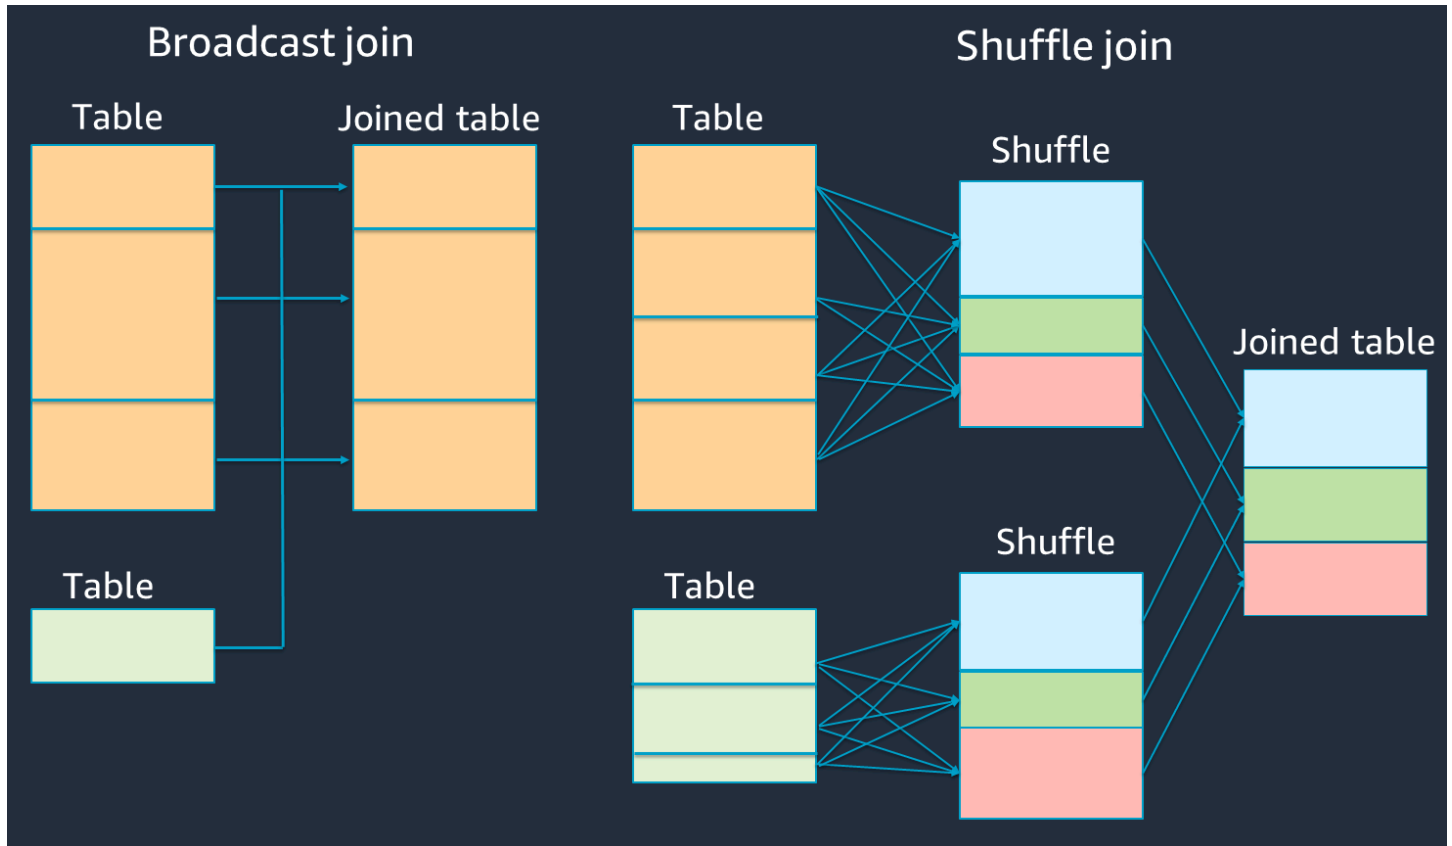 Broadcast join
Table
Joined table
Table
Shuffle join
Table
Shuffle
Joined table
Shuffle
Table